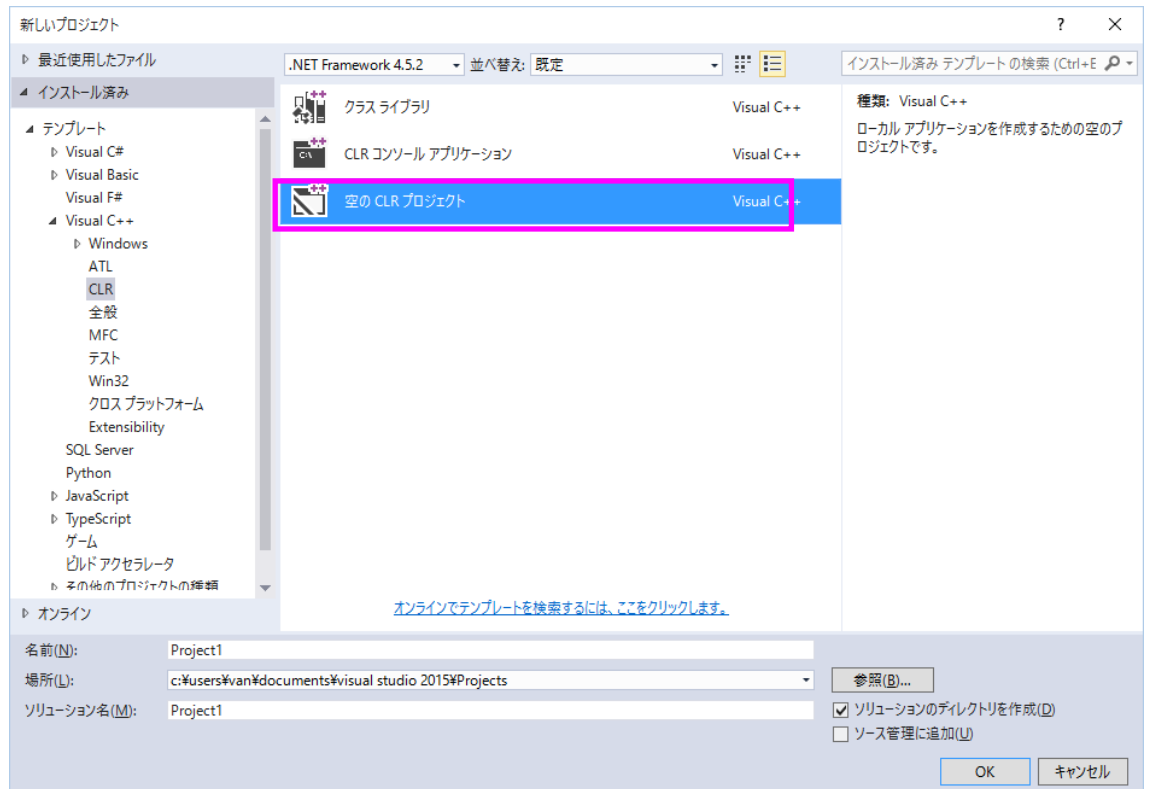 新しいプロジェクト
?
最近使用したファイル
.NET Framework 4.5.2
並べ替え:
既定
インストール済み テンプレート の検索 (Ctrl+E
インストール済み
テンプレート
Visual C#
Visual Basic
Visual F#
Visual C++
Windows
ATL
CLR
全般
MFC
テスト
Win32
クロス プラットフォーム
Extensibility
SQL Server
Python
JavaScript
TypeScript
ゲーム
ビルド アクセラレータ
その他のプロジェクトの種類
オンライン
クラス ライブラリ Visual C++
CLR コンソール アプリケーション Visual C++
空の CLR プロジェクト Visual C++
オンラインでテンプレートを検索するには、ここをクリックします。
種類: Visual C++
ローカル アプリケーションを作成するための空のプ
ロジェクトです。
名前(N): Project1
場所(L): c:¥users¥van¥documents¥visual studio 2015¥Projects
参照(B)...
ソリューション名(M): Project1
ソリューションのディレクトリを作成(D)
ソース管理に追加(U)
OK
キャンセル